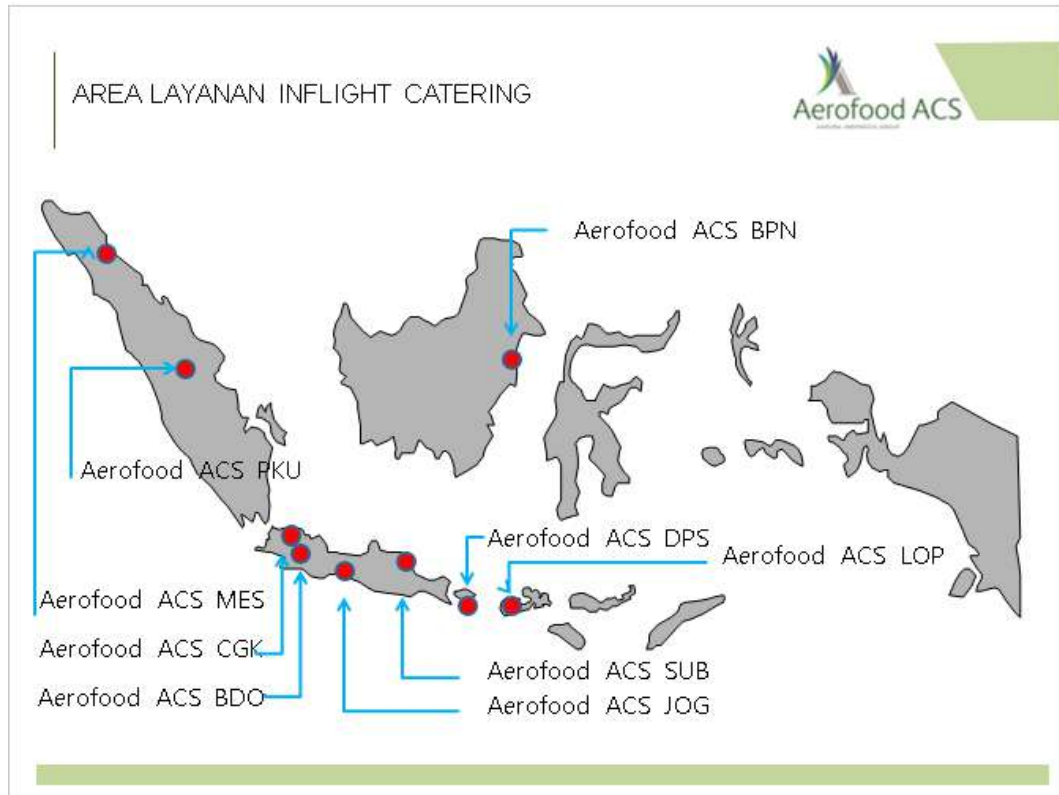 AREA LAYANAN INFLIGHT CATERING
Aerofood ACS
Aerofood ACS BPN
Aerofood ACS PKU
Aerofood ACS DPS
Aerofood ACS LOP
Aerofood ACS MES
Aerofood ACS CGK
Aerofood ACS BDO
Aerofood ACS SUB
Aerofood ACS JOG